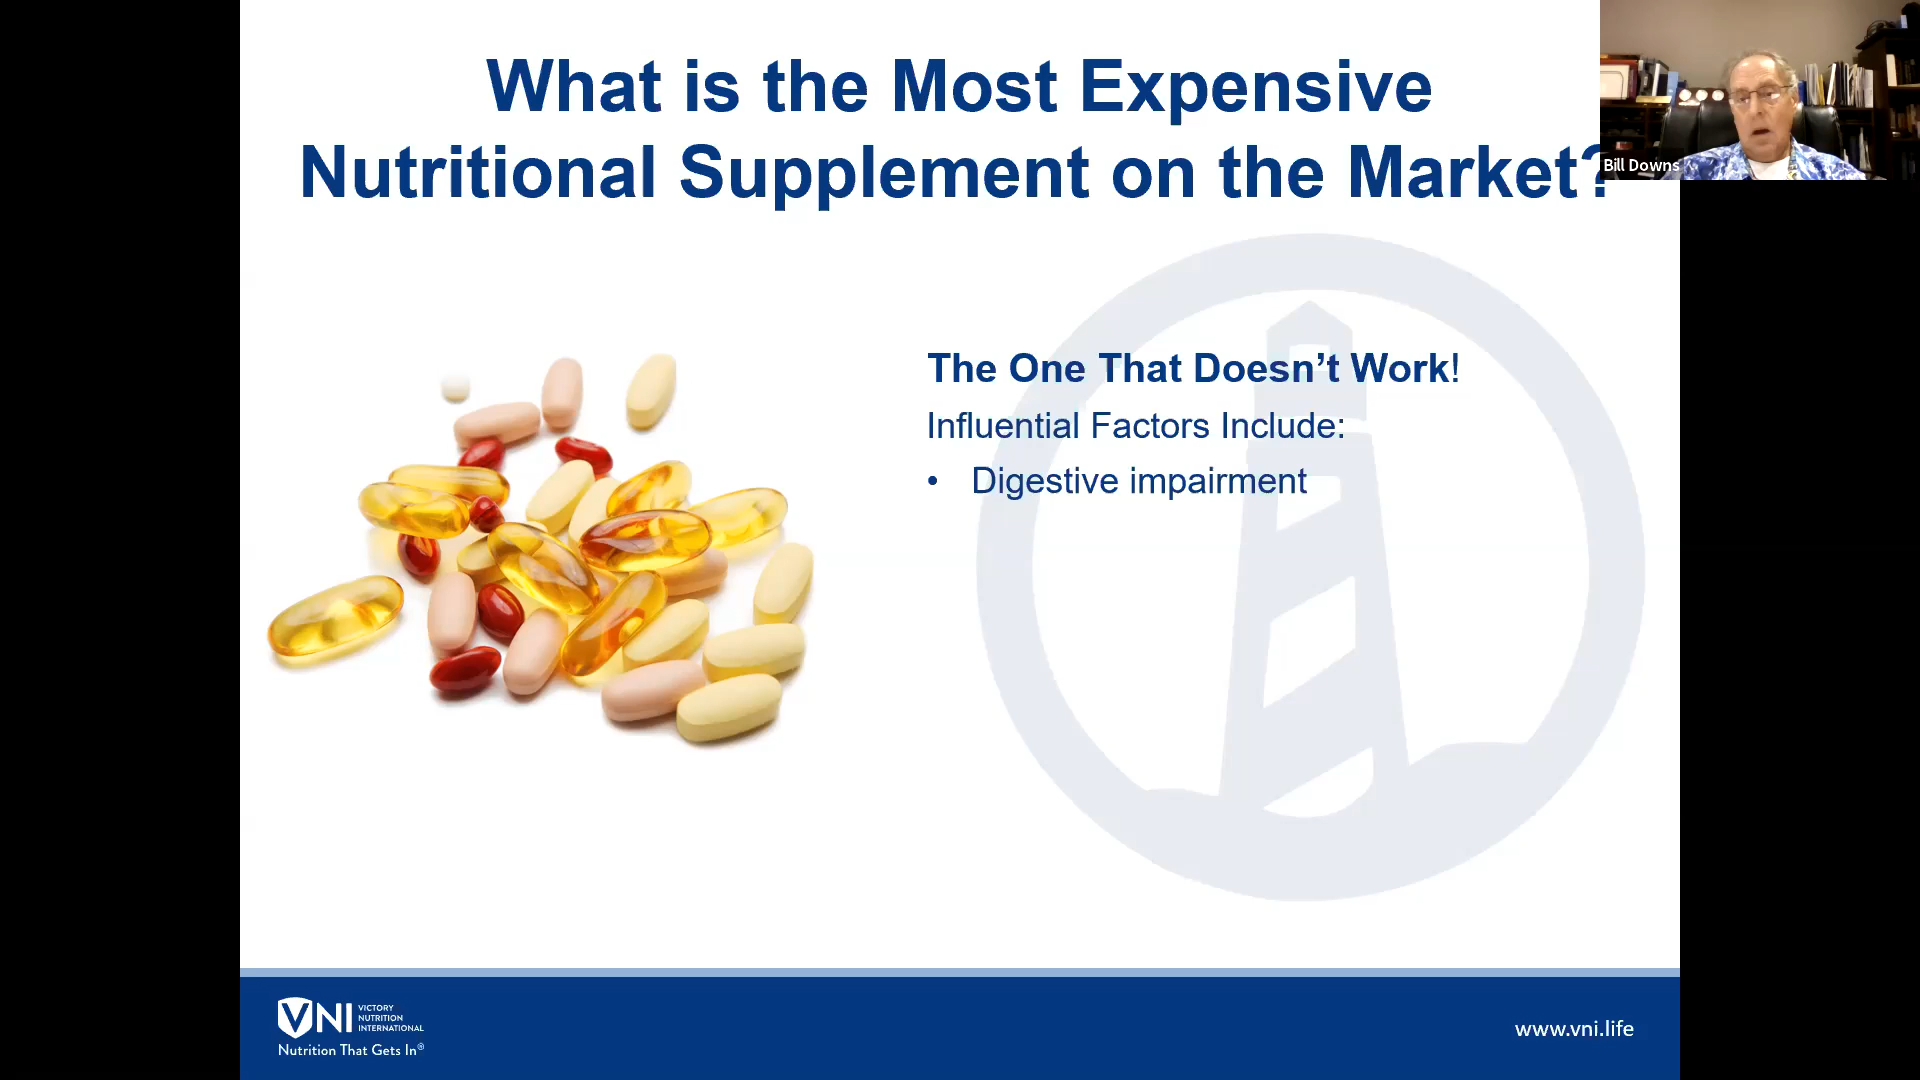 What is the Most Expensive
Nutritional Supplement on the Market?
Bill Downs
The One That Doesn’t Work!
Influential Factors Include:
• Digestive impairment
VNI VICTORY
NUTRITION
INTERNATIONAL
Nutrition That Gets In®
www.vni.life